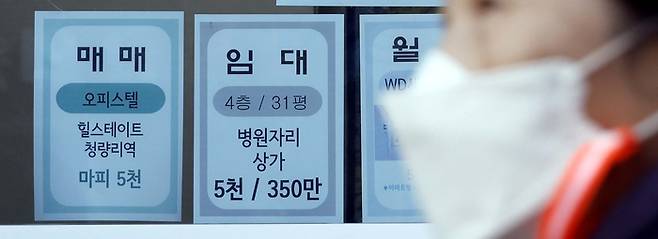 매매
오피스텔
힐스테이트
청량리역
마피 5천
임대
4층 / 31평
병원자리
상가
5천 / 350만
월
WD